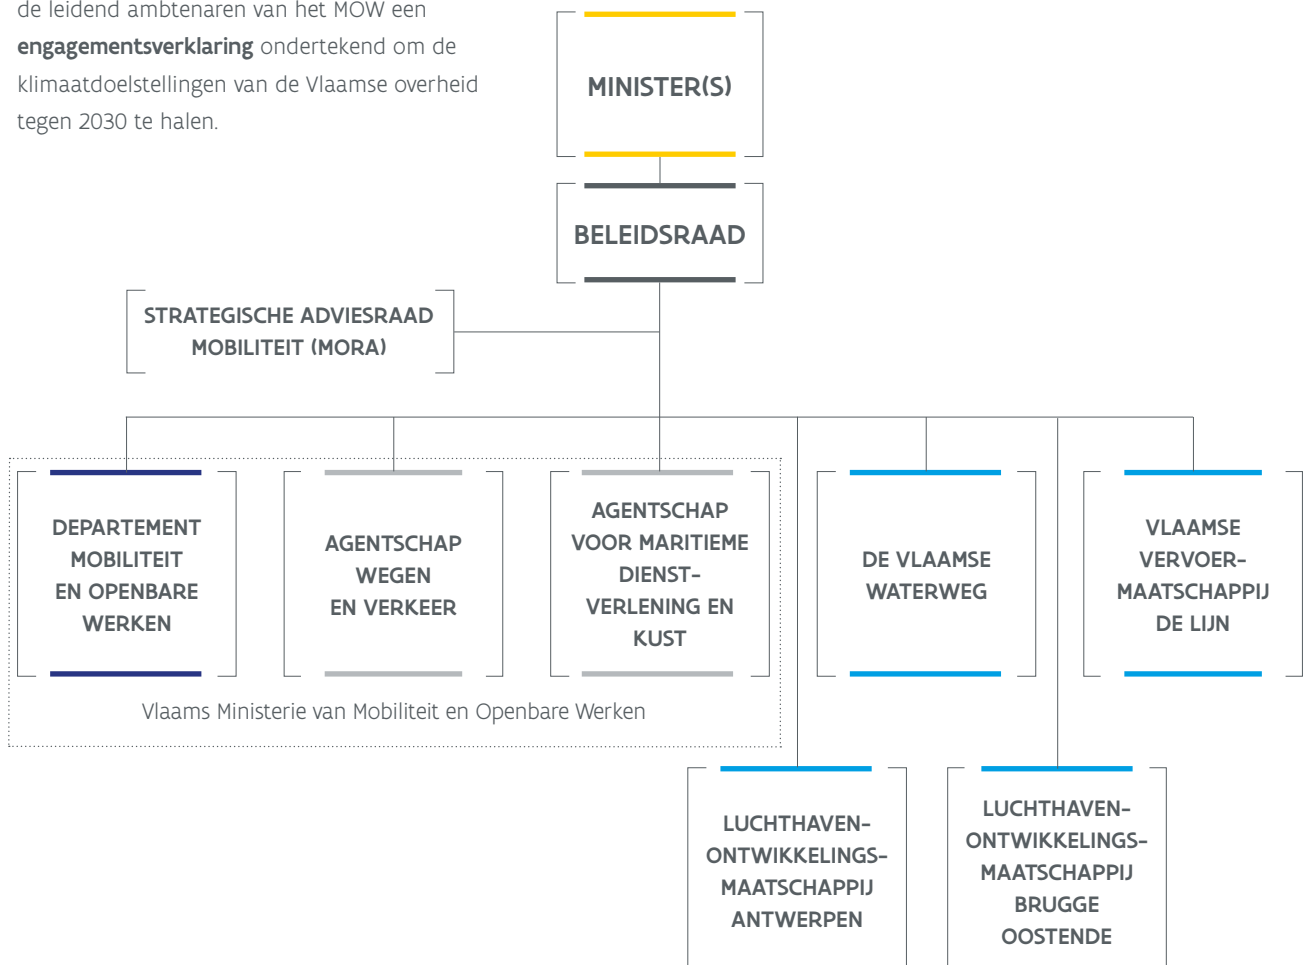 de leidend ambtenaren van het MOW een
engagementsverklaring ondertekend om de
klimaatdoelstellingen van de Vlaamse overheid
tegen 2030 te halen.
MINISTER(S)
BELEIDSRAAD
STRATEGISCHE ADVIESRAAD
MOBILITEIT (MORA)
DEPARTEMENT
MOBILITEIT
EN OPENBARE
WERKEN
AGENTSCHAP
WEGEN
EN VERKEER
AGENTSCHAP
VOOR MARITIEME
DIENST-
VERLENING EN
KUST
DE VLAAMSE
WATERWEG
VLAAMSE
VERVOER-
MAATSCHAPPIJ
DE LIJN
Vlaams Ministerie van Mobiliteit en Openbare Werken
LUCHTHAVEN-
ONTWIKKELINGS-
MAATSCHAPPIJ
ANTWERPEN
LUCHTHAVEN-
ONTWIKKELINGS-
MAATSCHAPPIJ
BRUGGE
OOSTENDE